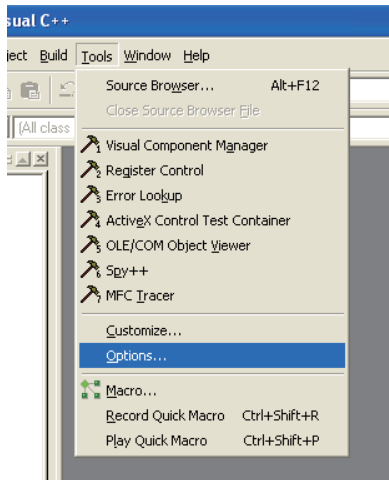 sual C++
ject Build Tools Window Help
Source Browser... Alt+F12
Close Source Browser File
(All class
Visual Component Manager
Register Control
Error Lookup
ActiveX Control Test Container
OLE/COM Object Viewer
Spy++
MFC Tracer
Customize...
Options...
Macro...
Record Quick Macro Ctrl+Shift+R
Play Quick Macro Ctrl+Shift+P